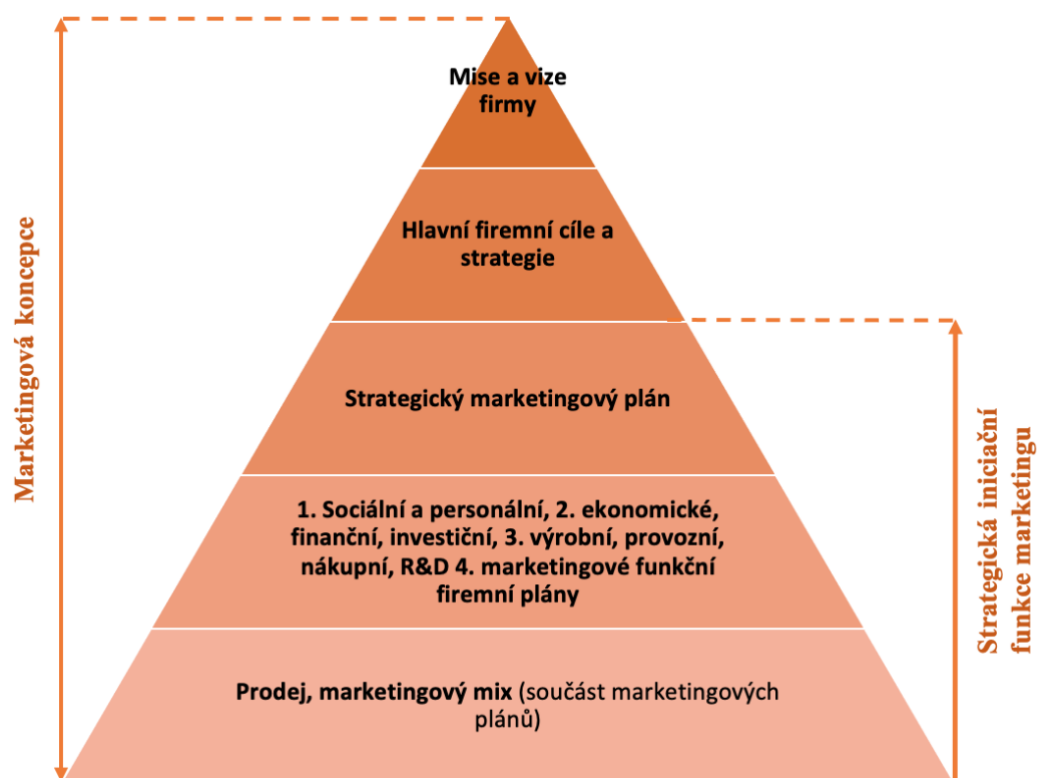 Mise a vize
firmy
Hlavní firemní cíle a
strategie
Strategický marketingový plán
1. Sociální a personální, 2. ekonomické,
finanční, investiční, 3. výrobní, provozní,
nákupní, R&D 4. marketingové funkční
firemní plány
Prodej, marketingový mix (součást marketingových
plánů)
Marketingová koncepce
Strategická iniciační
funkce marketingu